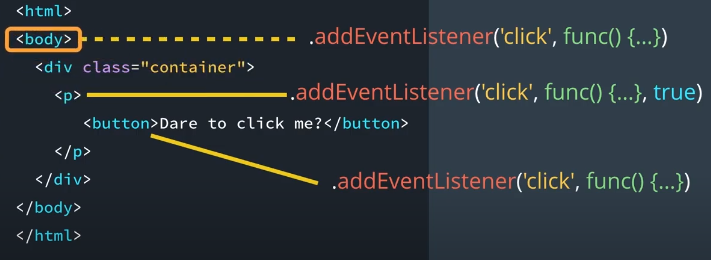 <html>
<body> .addEventListener('click', func() {...})
<div class="container">
<p> .addEventListener('click', func() {...}, true)
<button>Dare to click me?</button>
</p>
</div> .addEventListener('click', func() {...})
</body>
</html>